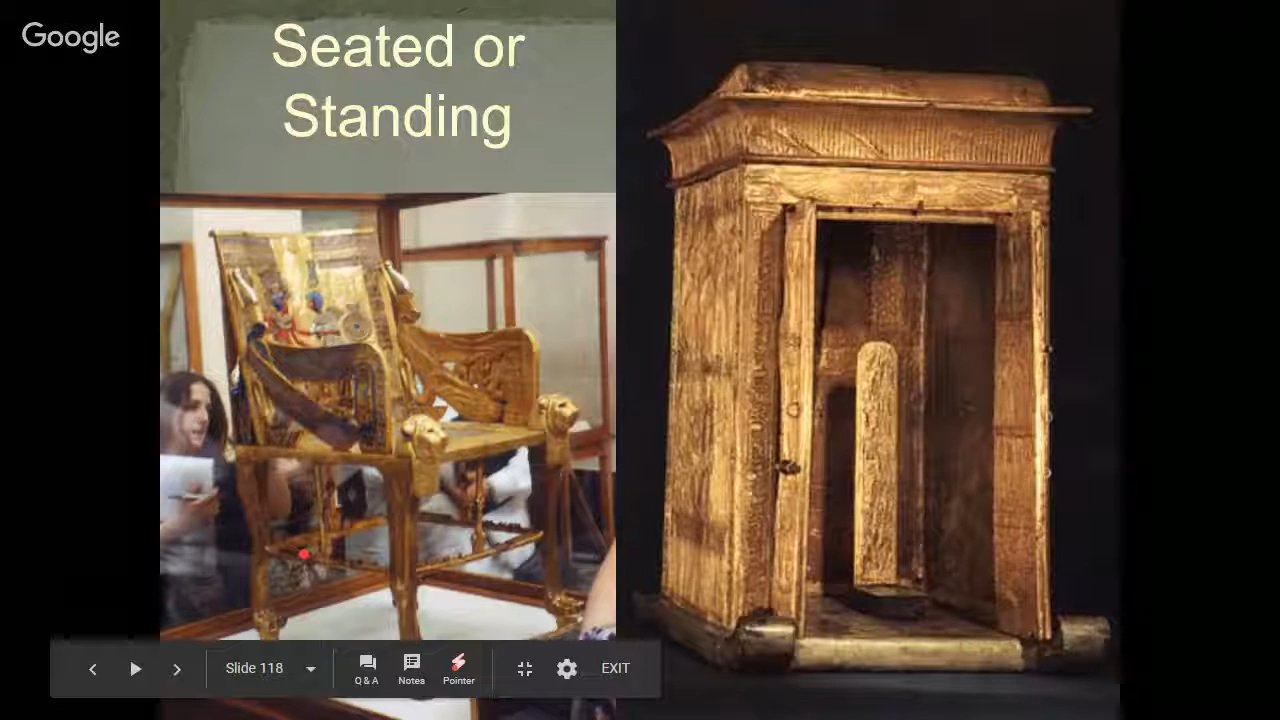 Google
Seated or
Standing
Slide 118
Q & A
Notes
Pointer
EXIT